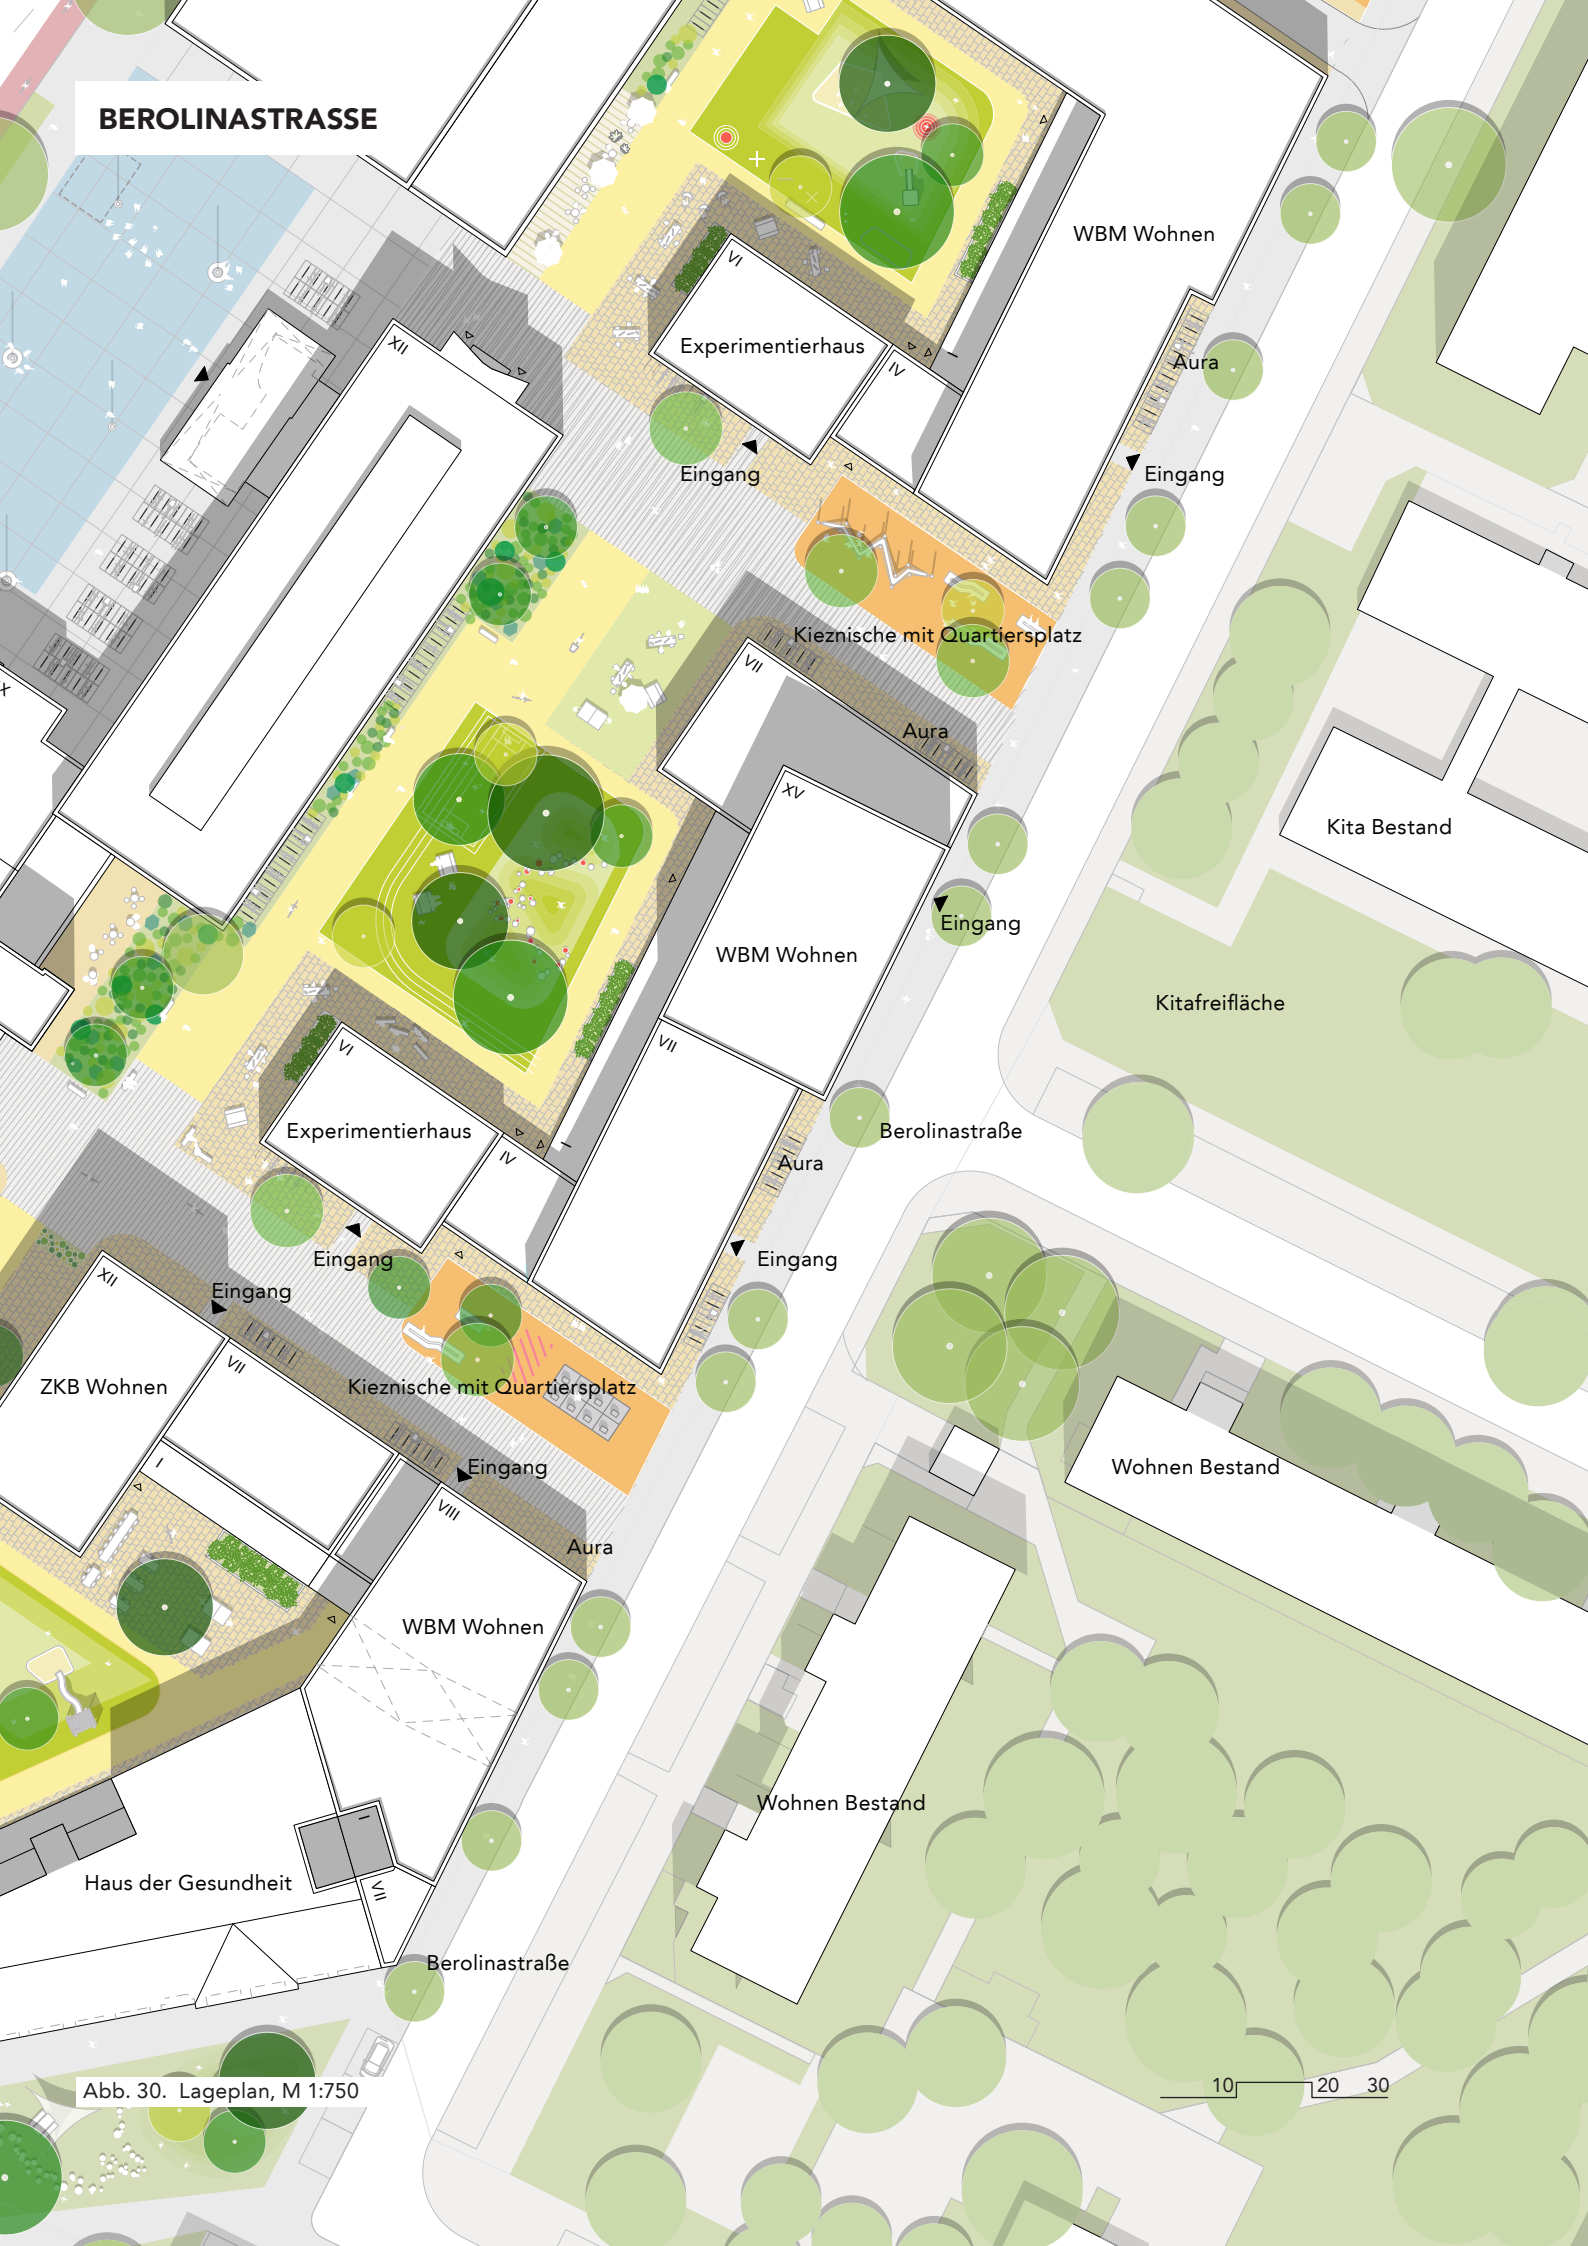 BEROLINASTRASSE
WBM Wohnen
VI
XII
Experimentierhaus
Aura
IV
I
Eingang
Eingang
Kieznische mit Quartiersplatz
VII
X
Aura
XV
Kita Bestand
Eingang
WBM Wohnen
Kitafreifläche
VI
VII
Experimentierhaus
Berolinastraße
I
IV
Aura
Eingang
Eingang
XII
Eingang
VII
ZKB Wohnen
Kieznische mit Quartiersplatz
I
Eingang
Wohnen Bestand
VIII
Aura
WBM Wohnen
Wohnen Bestand
I
Haus der Gesundheit
VII
Berolinastraße
Abb. 30. Lageplan, M 1:750
10 20 30